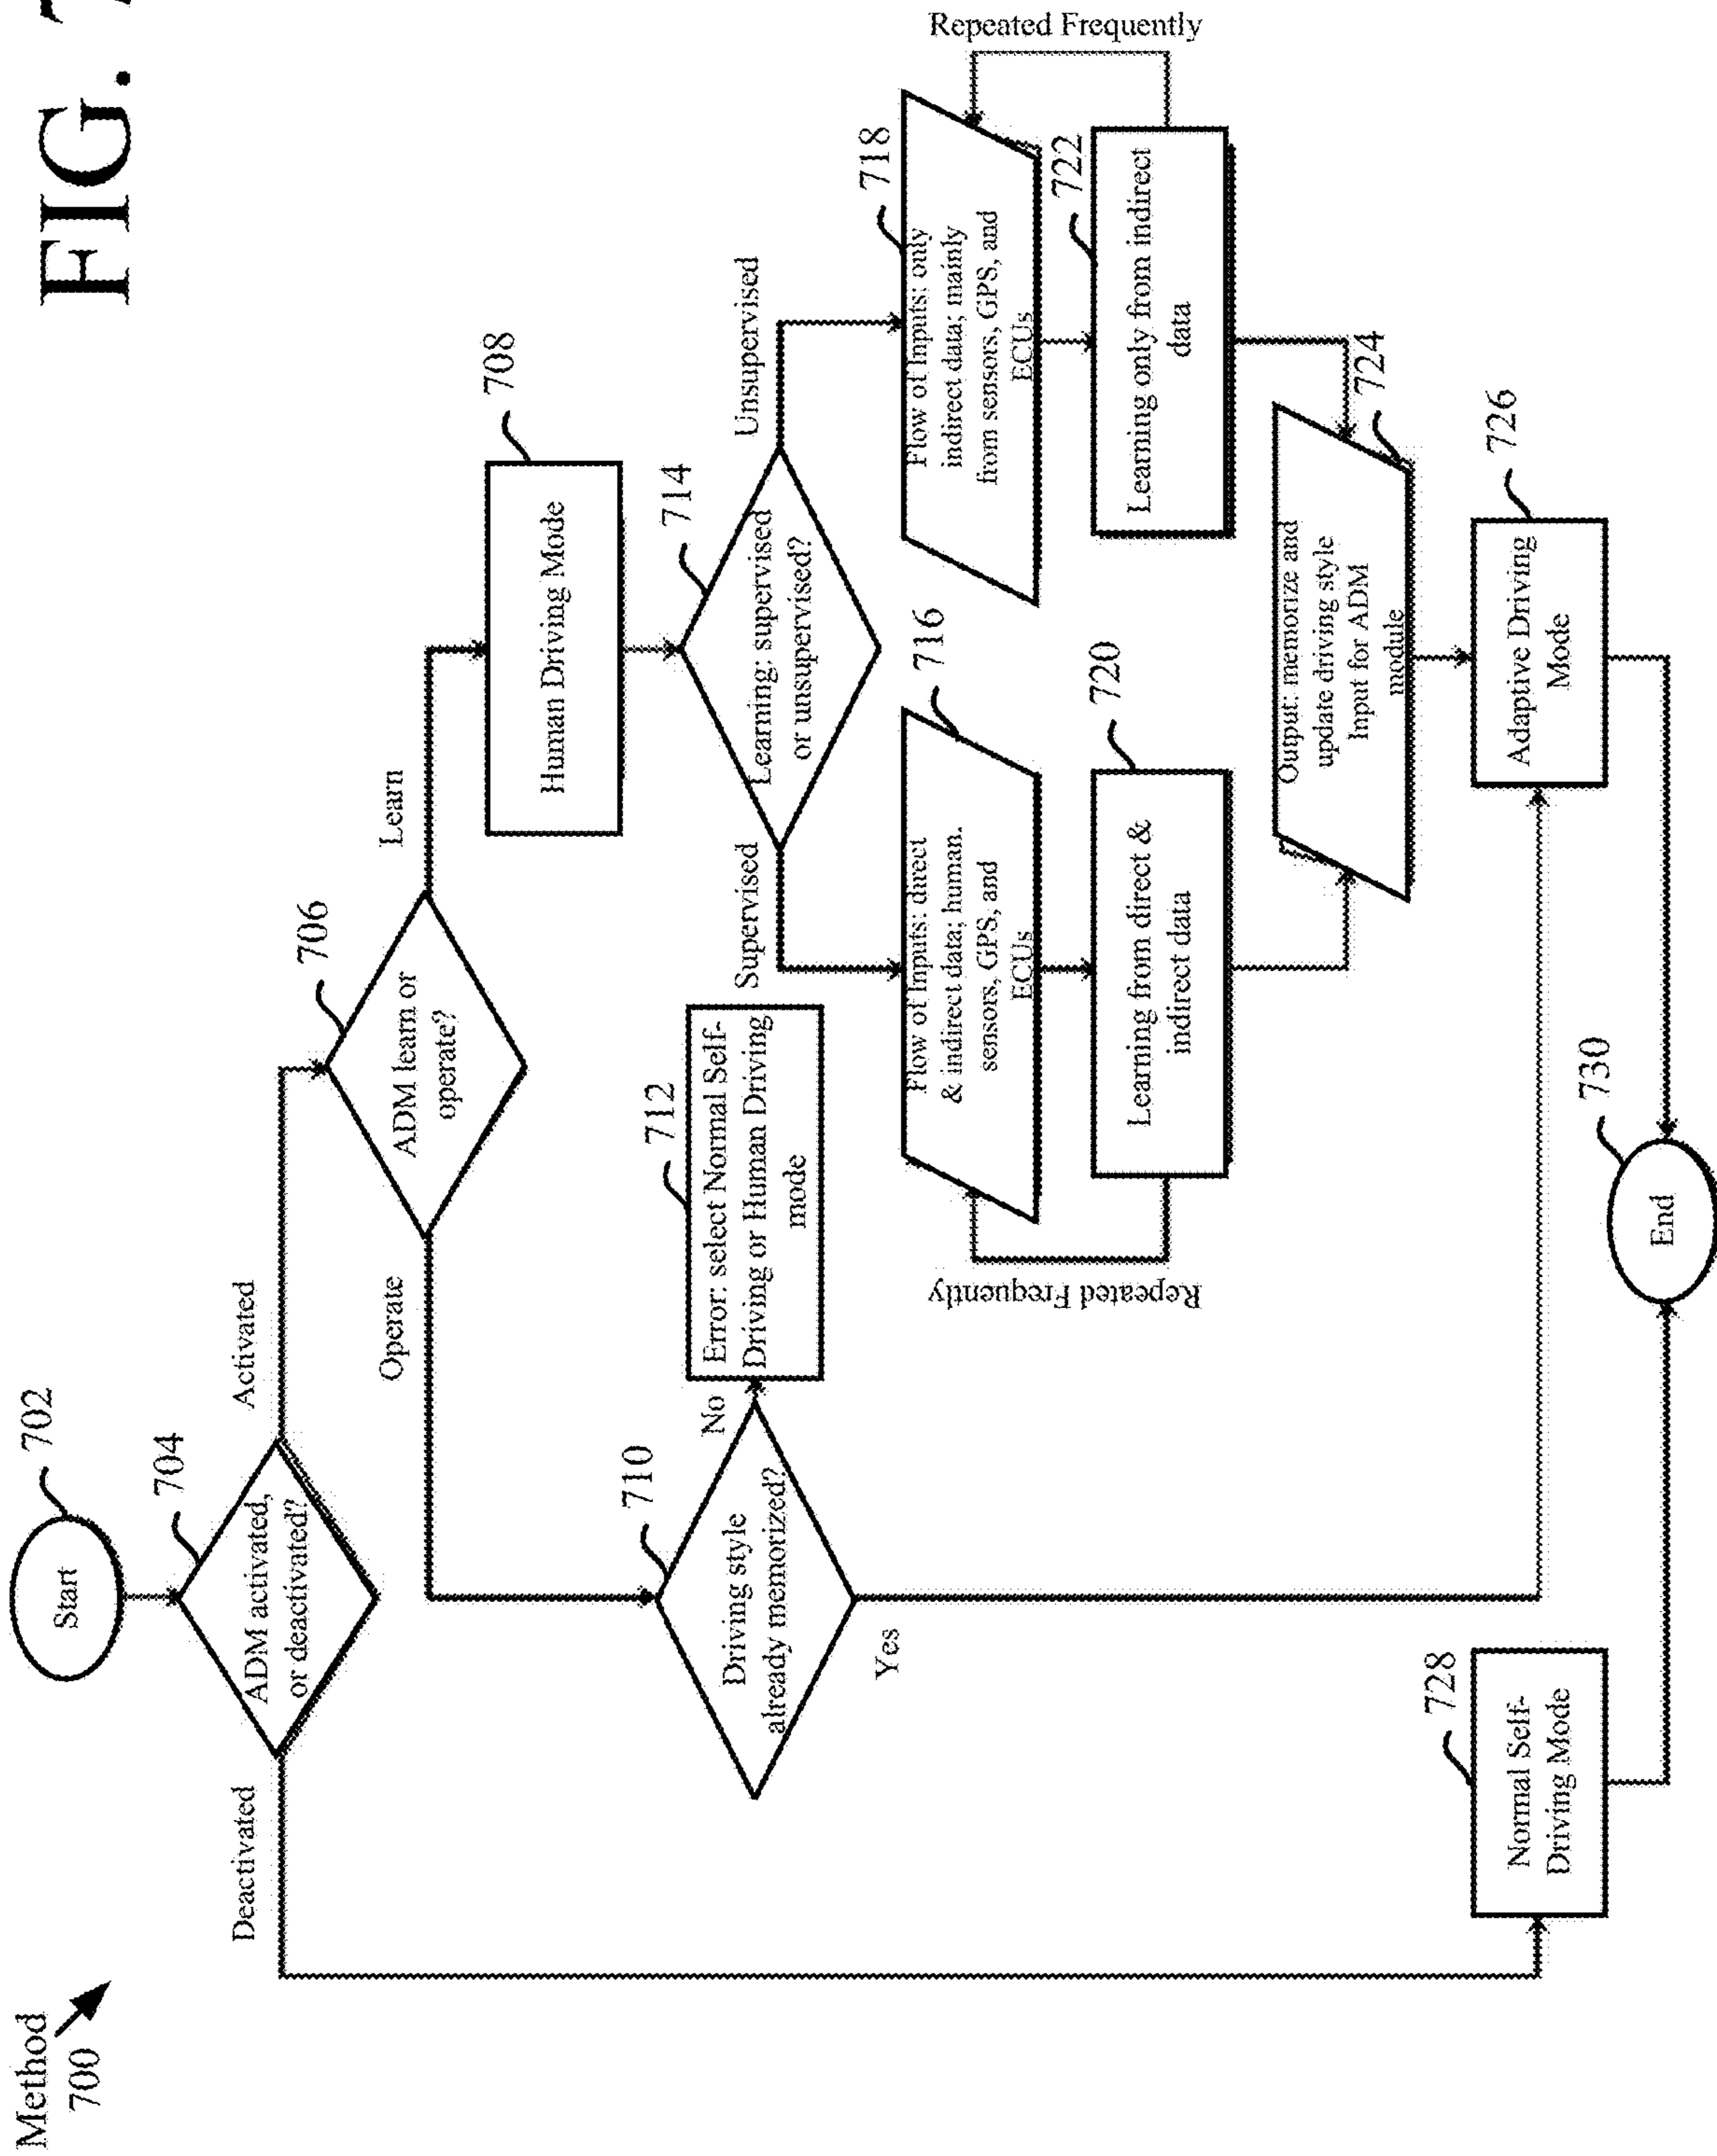 FIG. 7
Method
700
Start
702
704
ADM activated,
or deactivated?
Deactivated
Activated
706
ADM learn or
operate?
Operate
Learn
708
Human Driving Mode
710
Driving style
already memorized?
No
Yes
712
Error: select Normal Self-
Driving or Human Driving
mode
714
Learning: supervised
or unsupervised?
Supervised
Unsupervised
716
Flow of Inputs: direct
& indirect data; human.
sensors, GPS, and
ECUs
718
Flow of Inputs: only
indirect data; mainly
from sensors, GPS, and
ECUs
Repeated Frequently
Repeated Frequently
720
Learning from direct &
indirect data
722
Learning only from indirect
data
724
Output: memorize and
update driving style
Input for ADM
module
726
Adaptive Driving
Mode
728
Normal Self-
Driving Mode
730
End